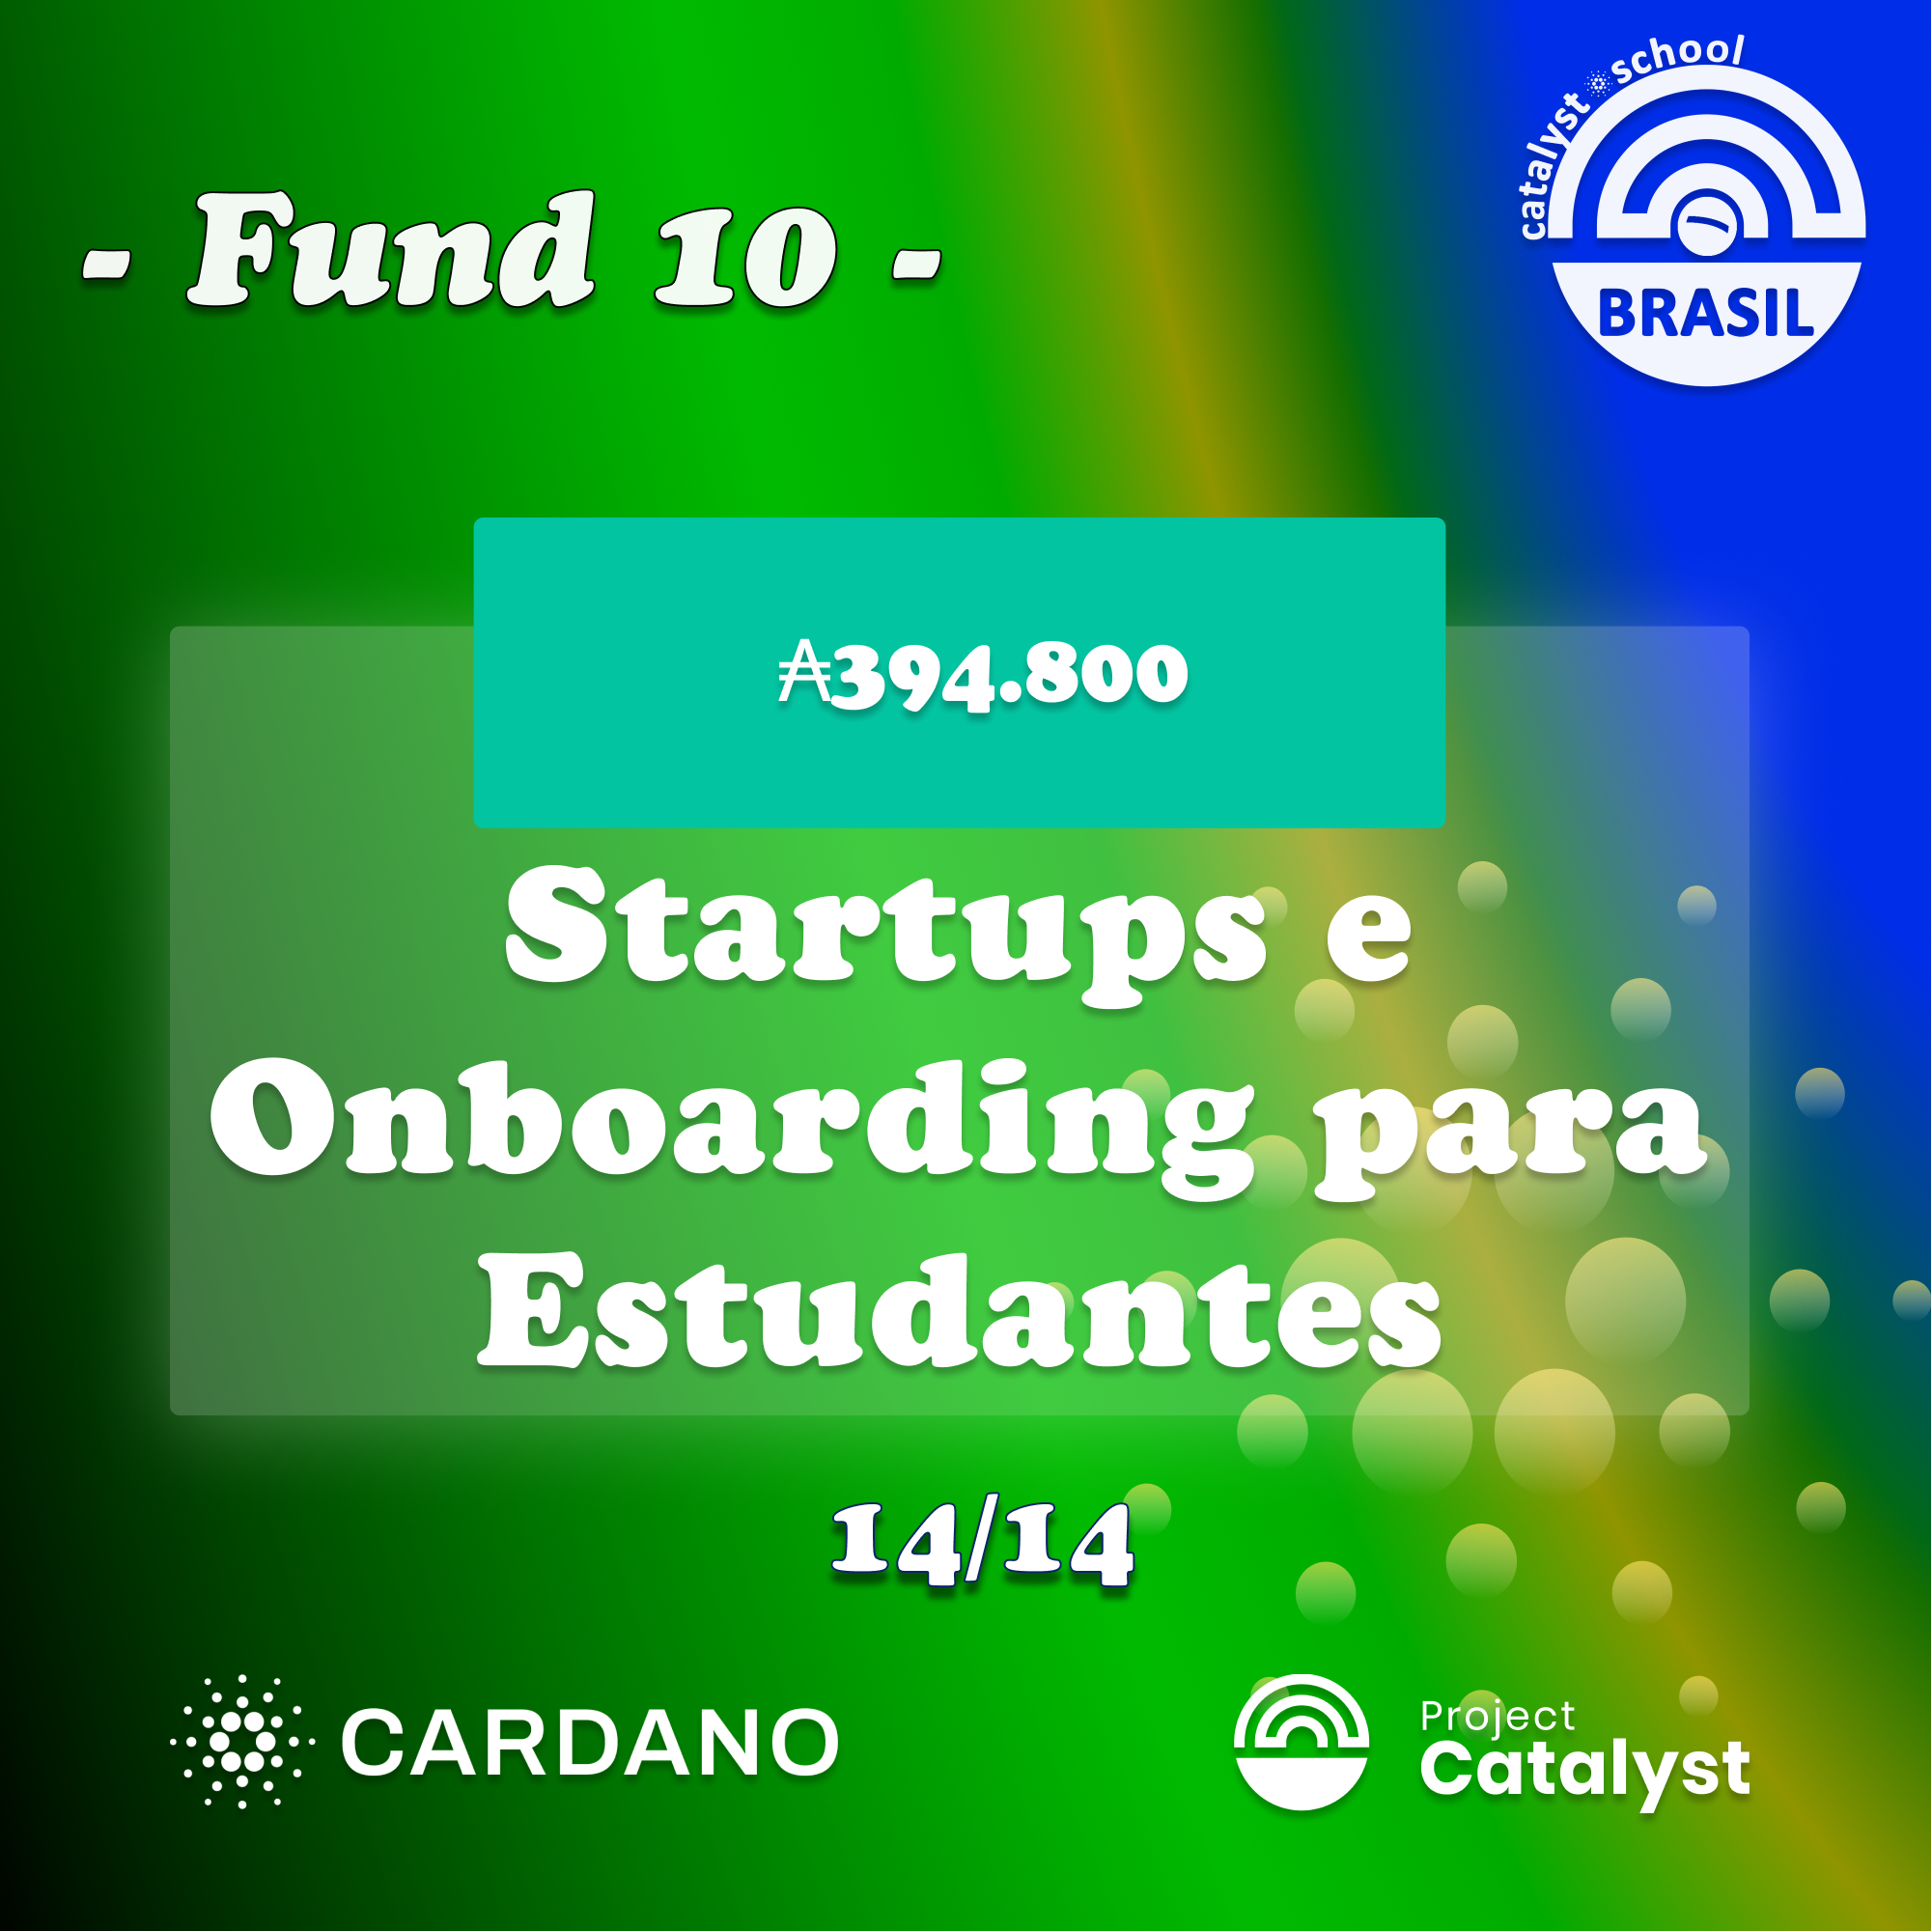 catalyst school
BRASIL
- Fund 10 -
₳394.800
Startups e
Onboarding para
Estudantes
14/14
CARDANO
Project
Catalyst